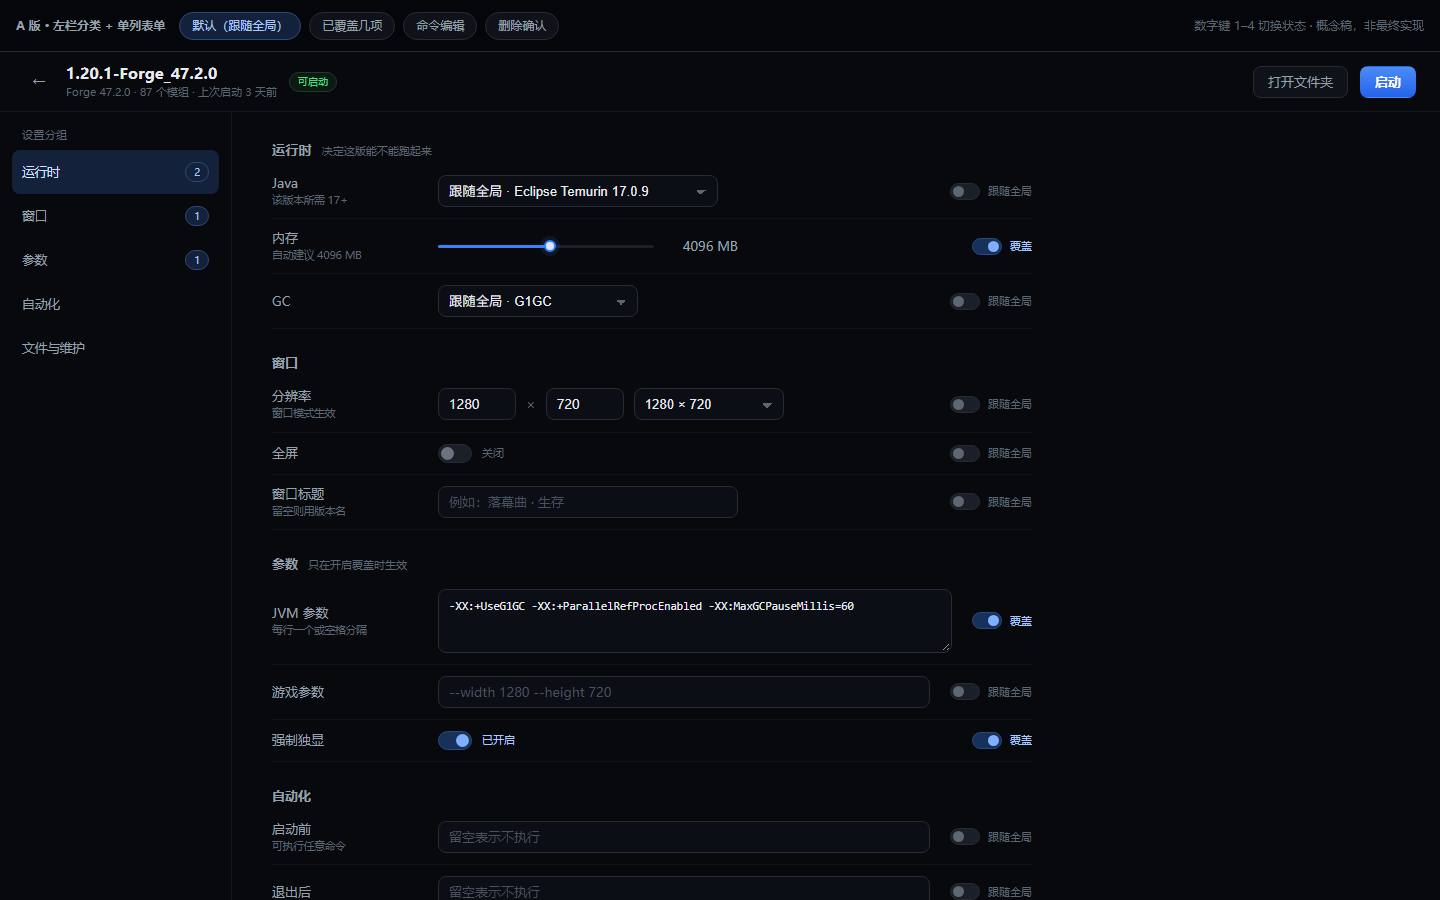 A 版 • 左栏分类 + 单列表单
默认（跟随全局）
已覆盖几项
命令编辑
删除确认
数字键 1–4 切换状态 · 概念稿，非最终实现
←
1.20.1-Forge_47.2.0
Forge 47.2.0 · 87 个模组 · 上次启动 3 天前
可启动
打开文件夹
启动
设置分组
运行时 2
窗口 1
参数 1
自动化
文件与维护
运行时 决定这版能不能跑起来
Java
该版本所需 17+
跟随全局 · Eclipse Temurin 17.0.9
跟随全局
内存
自动建议 4096 MB
4096 MB
覆盖
GC
跟随全局 · G1GC
跟随全局
窗口
分辨率
窗口模式生效
1280 × 720
1280 × 720
跟随全局
全屏
关闭
跟随全局
窗口标题
留空则用版本名
例如：落幕曲 · 生存
跟随全局
参数 只在开启覆盖时生效
JVM 参数
每行一个或空格分隔
-XX:+UseG1GC -XX:+ParallelRefProcEnabled -XX:MaxGCPauseMillis=60
覆盖
游戏参数
--width 1280 --height 720
跟随全局
强制独显
已开启
覆盖
自动化
启动前
可执行任意命令
留空表示不执行
跟随全局
退出后
留空表示不执行
跟随全局